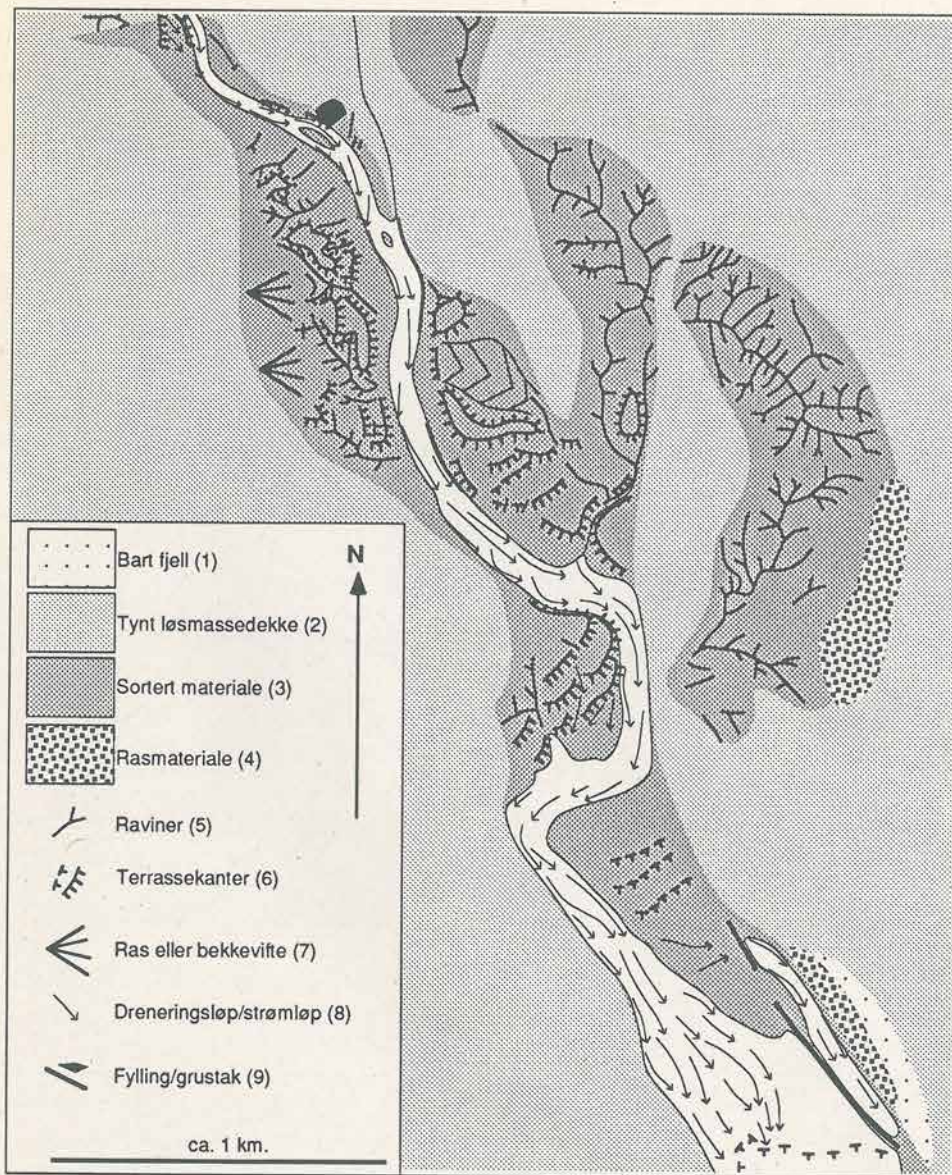 Bart fjell (1)
N
Tynt løsmassedekke (2)
Sortert materiale (3)
Rasmateriale (4)
Raviner (5)
Terrassekanter (6)
Ras eller bekkevifte (7)
Dreneringsløp/strømløp (8)
Fylling/grustak (9)
ca. 1 km.